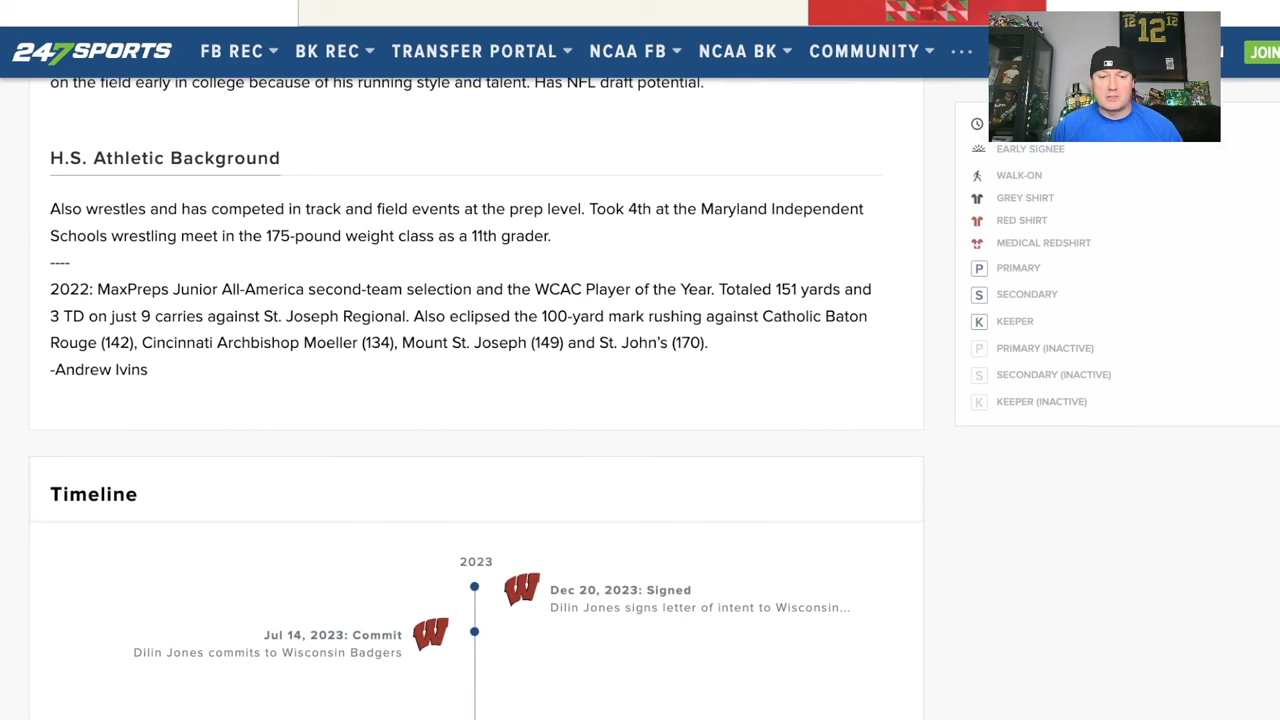 247SPORTS FB REC BK REC TRANSFER PORTAL NCAA FB NCAA BK COMMUNITY ... JOIN
12 12 12
on the field early in college because of his running style and talent. Has NFL draft potential.
H.S. Athletic Background
Also wrestles and has competed in track and field events at the prep level. Took 4th at the Maryland Independent
Schools wrestling meet in the 175-pound weight class as a 11th grader.
----
2022: MaxPreps Junior All-America second-team selection and the WCAC Player of the Year. Totaled 151 yards and
3 TD on just 9 carries against St. Joseph Regional. Also eclipsed the 100-yard mark rushing against Catholic Baton
Rouge (142), Cincinnati Archbishop Moeller (134), Mount St. Joseph (149) and St. John's (170).
-Andrew Ivins
EARLY SIGNEE
WALK-ON
GREY SHIRT
RED SHIRT
MEDICAL REDSHIRT
P PRIMARY
S SECONDARY
K KEEPER
P PRIMARY (INACTIVE)
S SECONDARY (INACTIVE)
K KEEPER (INACTIVE)
Timeline
2023
W Dec 20, 2023: Signed
Dilin Jones signs letter of intent to Wisconsin...
Jul 14, 2023: Commit W
Dilin Jones commits to Wisconsin Badgers